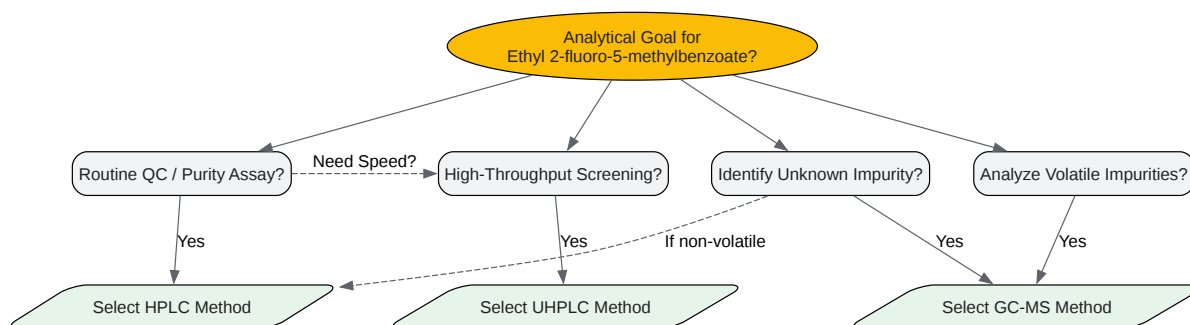 Analytical Goal for
Ethyl 2-fluoro-5-methylbenzoate?
Need Speed?
Routine QC / Purity Assay?
High-Throughput Screening?
Identify Unknown Impurity?
Analyze Volatile Impurities?
Yes
Yes
If non-volatile
Yes
Yes
Select HPLC Method
Select UHPLC Method
Select GC-MS Method